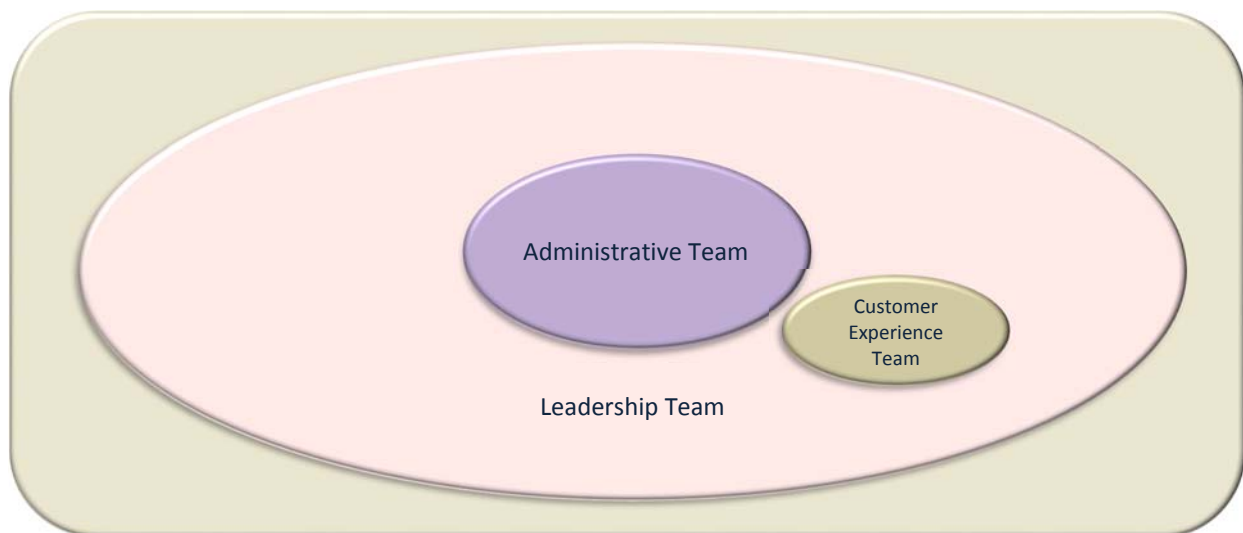 Administrative Team
Customer
Experience
Team
Leadership Team